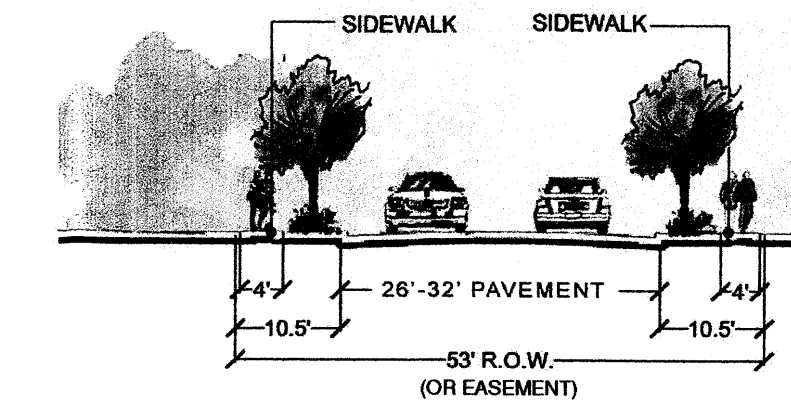 SIDEWALK SIDEWALK
4' 26'-32' PAVEMENT 4'
10.5' 10.5'
53' R.O.W.
(OR EASEMENT)